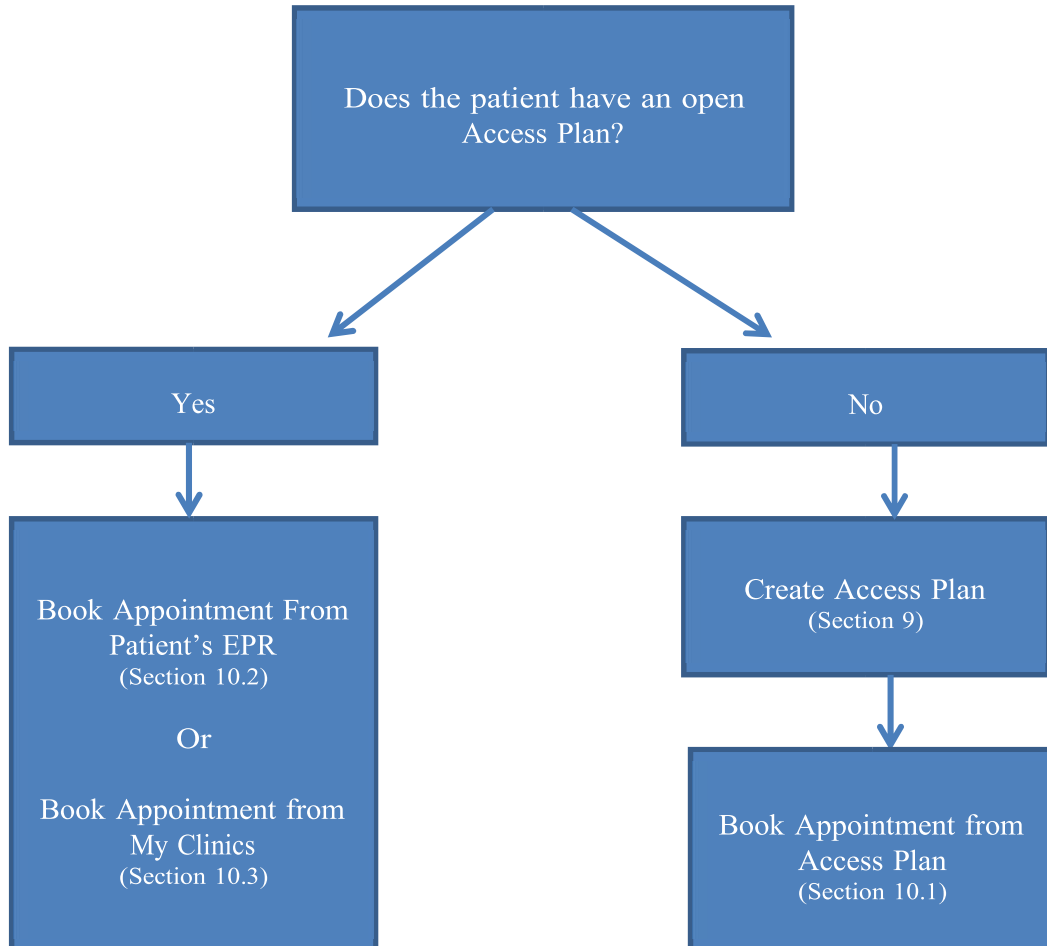 Does the patient have an open
Access Plan?
Yes
No
Book Appointment From
Patient’s EPR
(Section 10.2)
Or
Book Appointment from
My Clinics
(Section 10.3)
Create Access Plan
(Section 9)
Book Appointment from
Access Plan
(Section 10.1)